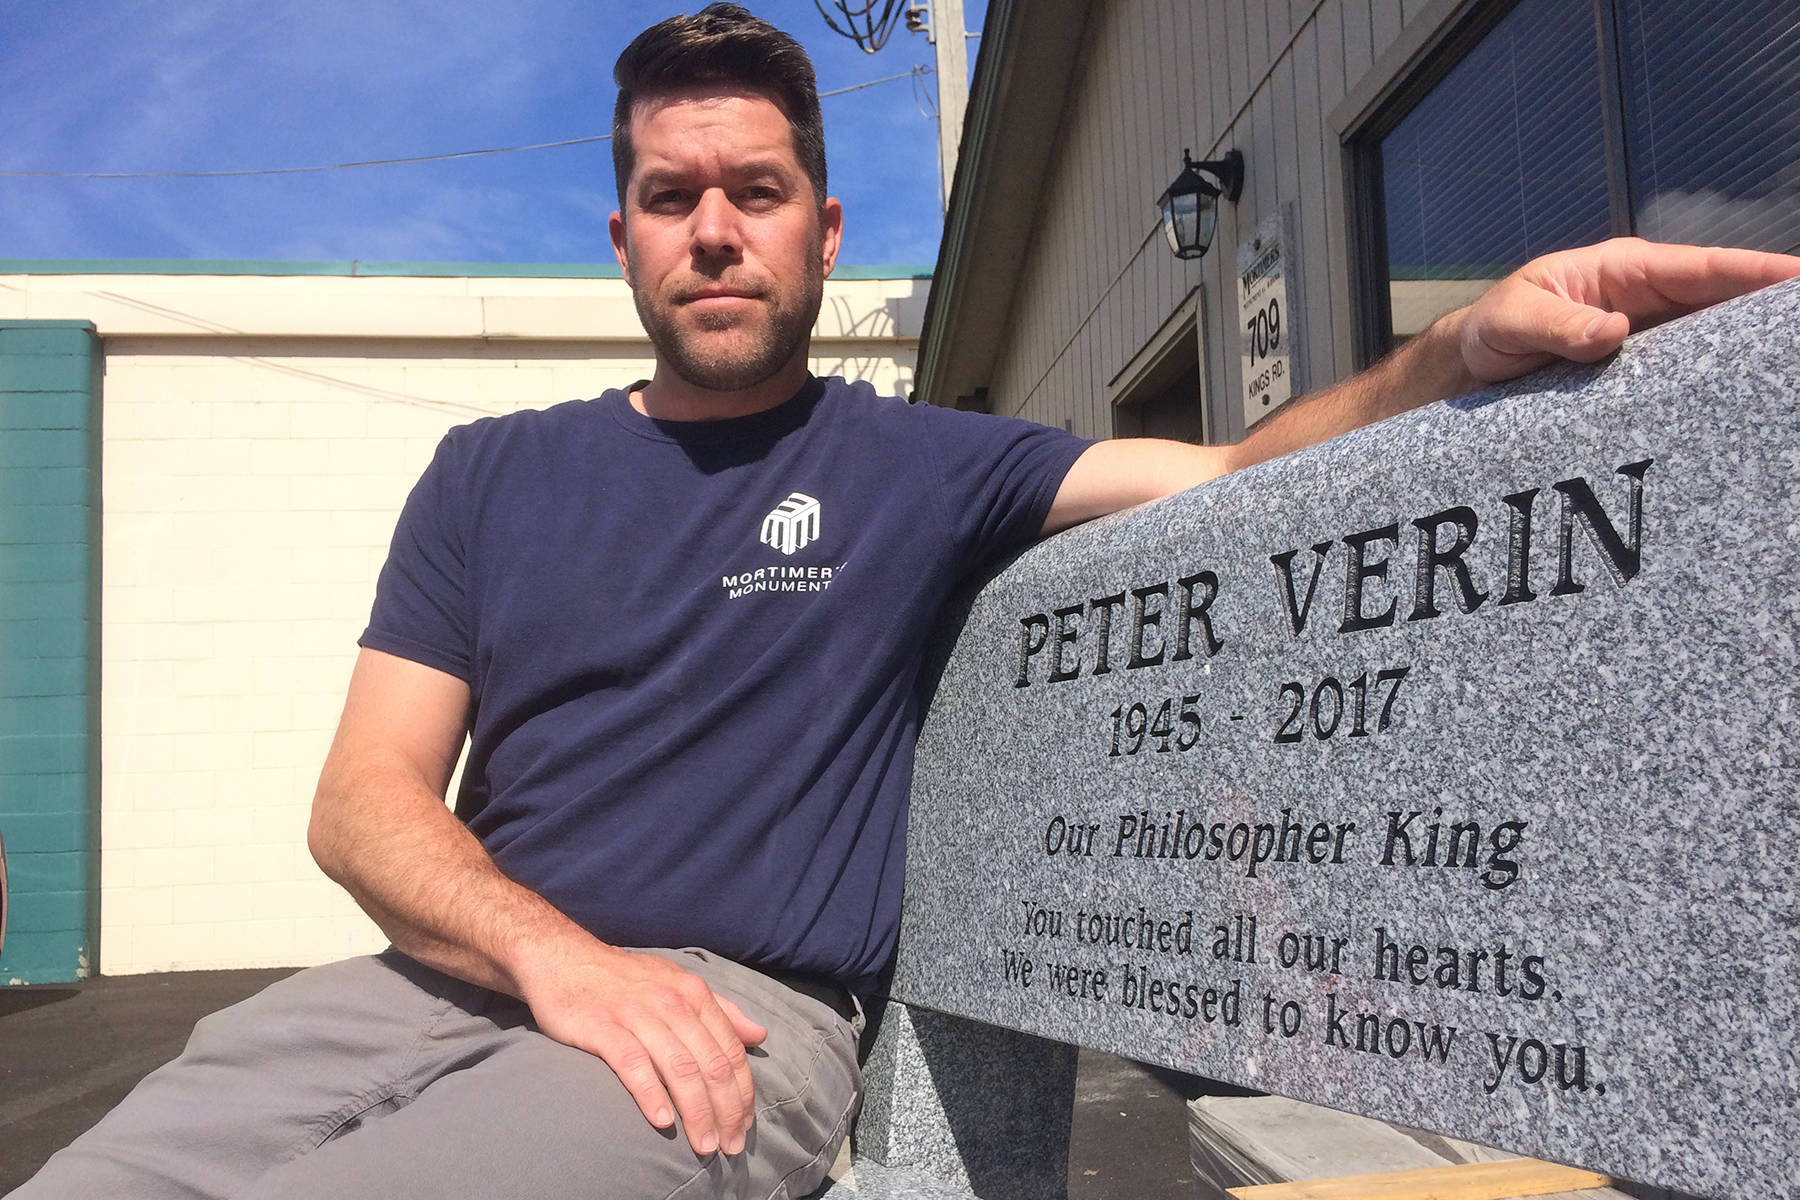 MORTIMER'S
709
KINGS RD.
MORTIMER'
MONUMENT
PETER VERIN
1945 - 2017
Our Philosopher King
You touched all our hearts.
We were blessed to know you.